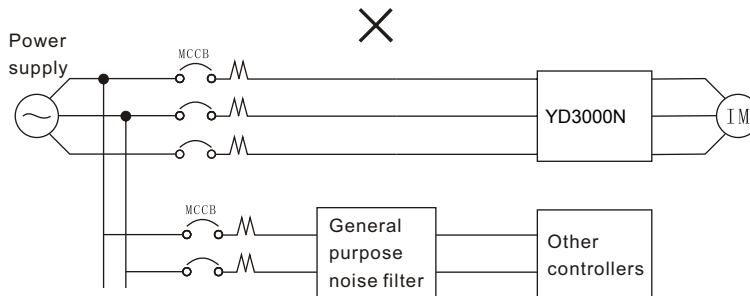 Power
supply
MCCB
YD3000N
IM
MCCB
General
purpose
noise filter
Other
controllers